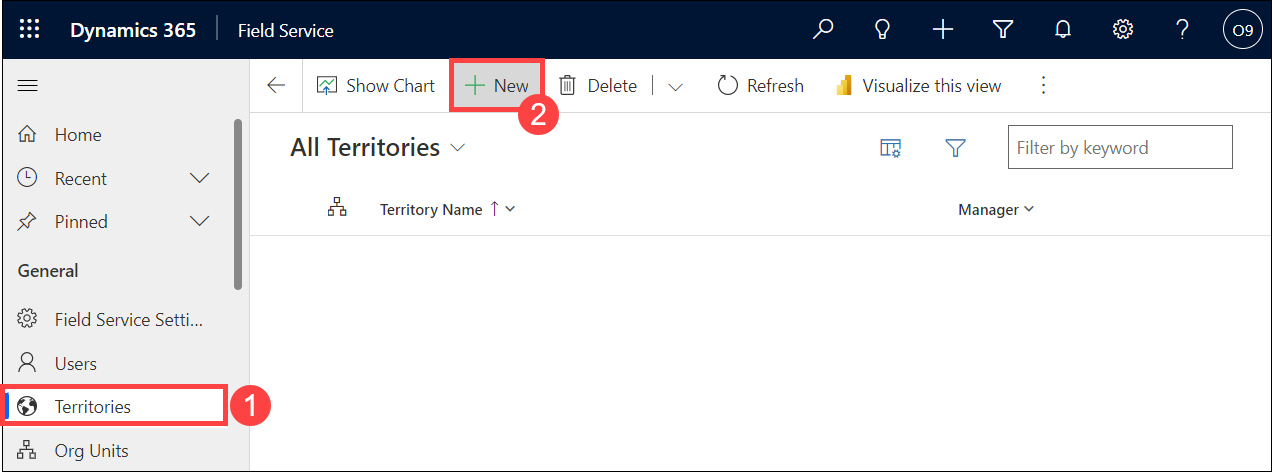 Dynamics 365 Field Service O9
Show Chart New Delete Refresh Visualize this view
2
Home
All Territories Filter by keyword
Recent
Pinned
Territory Name Manager
General
Field Service Setti...
Users
Territories 1
Org Units